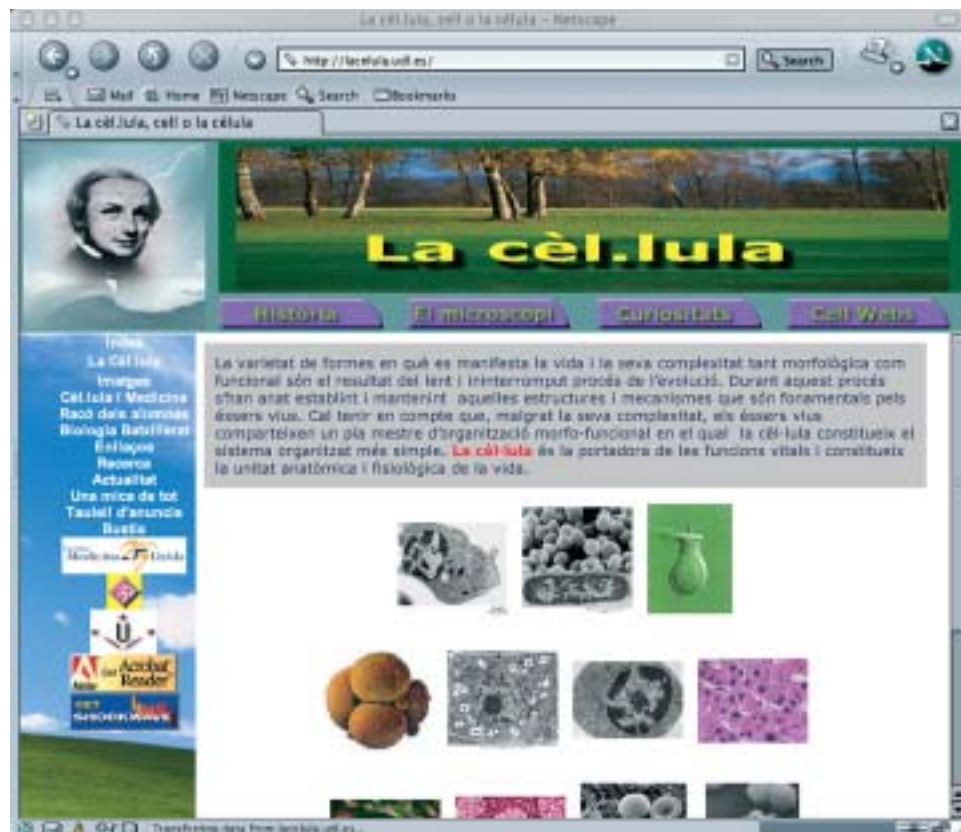 La cèl.lula, cell o la célula - Netscape
http://lacelula.udl.es/
Search
Mail Home Netscape Search Bookmarks
La cèl.lula, cell o la célula
La cèl.lula
Història El microscopi Curiositats Cell Webs
Índex
La Cèl·lula
Imatges
Cèl.lula i Medicina
Racó dels alumnes
Biologia Batxillerat
Enllaços
Recerca
Actualitat
Una mica de tot
Taulell d'anuncis
Bústia
Medicina Lleida
Ü
Adobe Get Acrobat
Reader
GET
SHOCKWAVE
La varietat de formes en què es manifesta la vida i la seva complexitat tant morfològica com
funcional són el resultat del lent i ininterromput procés de l'evolució. Durant aquest procés
s'han anat establint i mantenint aquelles estructures i mecanismes que són fonamentals pels
éssers vius. Cal tenir en compte que, malgrat la seva complexitat, els éssers vius
comparteixen un pla mestre d'organització morfo-funcional en el qual la cèl·lula constitueix el
sistema organitzat més simple. La cèl·lula és la portadora de les funcions vitals i constitueix
la unitat anatòmica i fisiològica de la vida.
Transferring data from lacelula.udl.es...